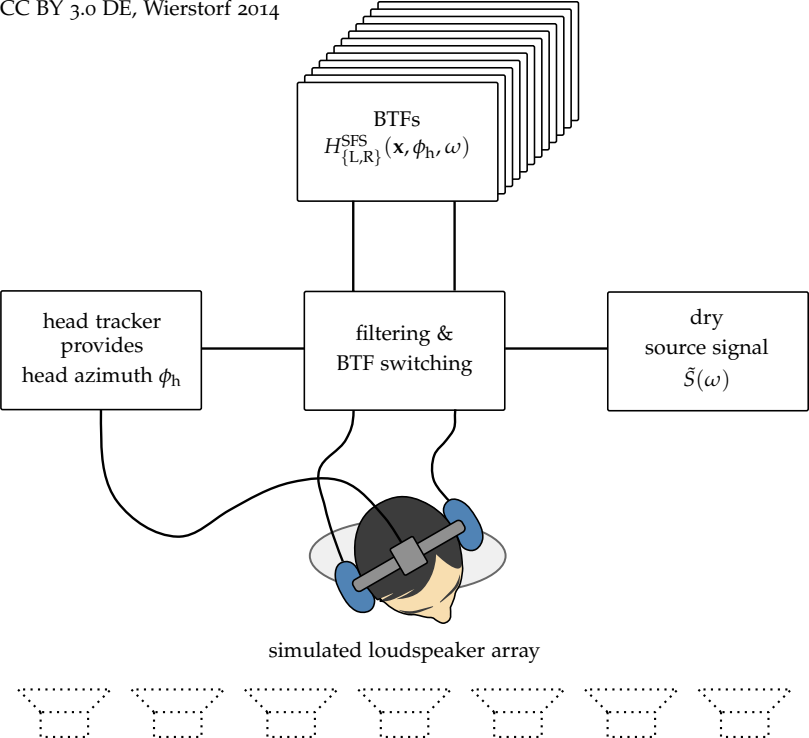 CC BY 3.0 DE, Wierstorf 2014
BTFs
H^{SFS}_{\{L,R\}}(x, ϕ_h, ω)
head tracker
provides
head azimuth ϕ_h
filtering &
BTF switching
dry
source signal
S̃(ω)
simulated loudspeaker array